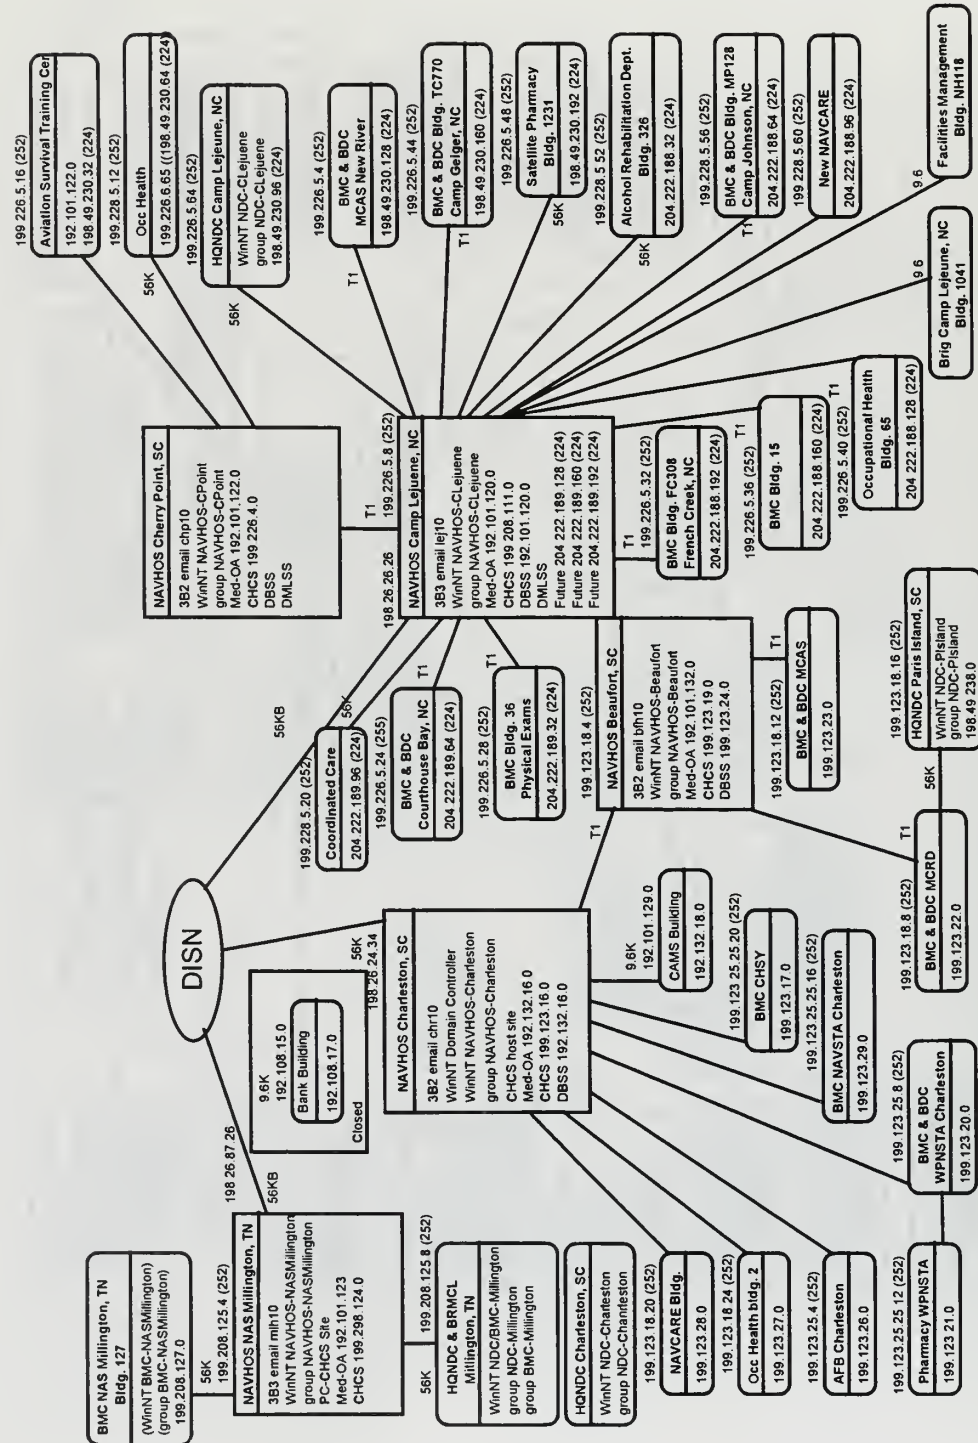 199.226.5.16 (252)
Aviation Survival Training Cen
192.101.122.0
198.49.230.32 (224)
199.228.5.12 (252)
Occ Health
199.226.6.65 ((198.49.230.64 (224)
56K
199.226.5.64 (252)
HQNDC Camp Lejeune, NC
WinNT NDC-CLejuene
group NDC-CLejuene
198.49.230.96 (224)
56K
199.226.5.4 (252)
BMC & BDC
MCAS New River
198.49.230.128 (224)
T1
199.226.5.44 (252)
BMC & BDC Bldg. TC770
Camp Geiger, NC
198.49.230.160 (224)
T1
199.226.5.48 (252)
Satellite Pharmacy
Bldg. 1231
198.49.230.192 (224)
56K
199.228.5 52 (252)
Alcohol Rehabilitation Dept.
Bldg. 326
204.222.188.32 (224)
56K
199.228.5.56 (252)
BMC & BDC Bldg. MP128
Camp Johnson, NC
204.222.188.64 (224)
T1
199 228.5.60 (252)
New NAVCARE
204.222.188.96 (224)
9.6
Facilities Management
Bldg. NH118
9 6
Brig Camp Lejeune, NC
Bldg. 1041
NAVHOS Cherry Point, SC
3B2 email chp10
WinNT NAVHOS-CPoint
group NAVHOS-CPoint
Med-OA 192.101.122.0
CHCS 199 226.4.0
DBSS
DMLSS
T1
198 26.26.26
199.226.5.8 (252)
NAVHOS Camp Lejuene, NC
3B3 email lej10
WinNT NAVHOS-CLejuene
group NAVHOS-CLejuene
Med-OA 192.101.120.0
CHCS 199 208.111.0
DBSS 192.101.120.0
DMLSS
Future 204 222.189.128 (224)
Future 204 222.189.160 (224)
Future 204.222.189.192 (224)
T1
199.226.5.32 (252)
BMC Bldg. FC308
French Creek, NC
204.222.188.192 (224)
T1
199.226.5.36 (252)
BMC Bldg. 15
204.222.188.160 (224)
T1
199.226.5.40 (252)
Occupational Health
Bldg. 65
204 222.188.128 (224)
DISN
56KB
56K
199.228.5.20 (252)
Coordinated Care
204.222.189.96 (224)
199.226.5.24 (255)
T1
BMC & BDC
Courthouse Bay, NC
204.222.189.64 (224)
T1
199.226.5.28 (252)
BMC Bldg. 36
Physical Exams
204.222.189.32 (224)
199.123.18.4 (252)
NAVHOS Beaufort, SC
3B2 email bfh10
WinNT NAVHOS-Beaufort
group NAVHOS-Beaufort
Med-OA 192.101.132.0
CHCS 199.123.19 0
DBSS 199.123.24.0
T1
199.123.18.12 (252)
T1
BMC & BDC MCAS
199.123.23.0
199.123.18.16 (252)
HQNDC Paris Island, SC
WinNT NDC-PIsland
group NDC-PIsland
198.49 238.0
56K
199.123 18.8 (252)
T1
BMC & BDC MCRD
199.123.22.0
9.6K
192.108.15.0
Bank Building
192.108.17.0
Closed
56K
198.26.24.34
NAVHOS Charleston, SC
3B2 email chr10
WinNT Domain Controller
WinNT NAVHOS-Charleston
group NAVHOS-Charleston
CHCS host site
Med-OA 192.132.16 0
CHCS 199.123.16.0
DBSS 192.132.16.0
9.6K
192.101.129.0
CAMS Building
192.132.18.0
199.123 25.25.20 (252)
BMC CHSY
199.123.17.0
199.123 25.25.16 (252)
BMC NAVSTA Charleston
199.123.29.0
199.123.25.8 (252)
BMC & BDC
WPNSTA Charleston
199.123 20.0
198 26.87.26
56KB
BMC NAS Millington, TN
Bldg. 127
(WinNT BMC-NASMillington)
(group BMC-NASMillington)
199.208.127.0
56K
199.208.125.4 (252)
NAVHOS NAS Millington, TN
3B3 email mlh10
WinNT NAVHOS-NASMillington
group NAVHOS-NASMillington
PC-CHCS Site
Med-OA 192.101.123
CHCS 199.298.124.0
56K
199 208 125 8 (252)
HQNDC & BRMCL
Millington, TN
WinNT NDC/BMC-Millington
group NDC-Millington
group BMC-Millington
HQNDC Charleston, SC
WinNT NDC-Charleston
group NDC-Charleston
199.123.18.20 (252)
NAVCARE Bldg.
199.123.28.0
199.123.18 24 (252)
Occ Health bldg. 2
199.123.27.0
199.123.25.4 (252)
AFB Charleston
199.123.26.0
199.123.25.25 12 (252)
Pharmacy WPNSTA
199.123 21.0